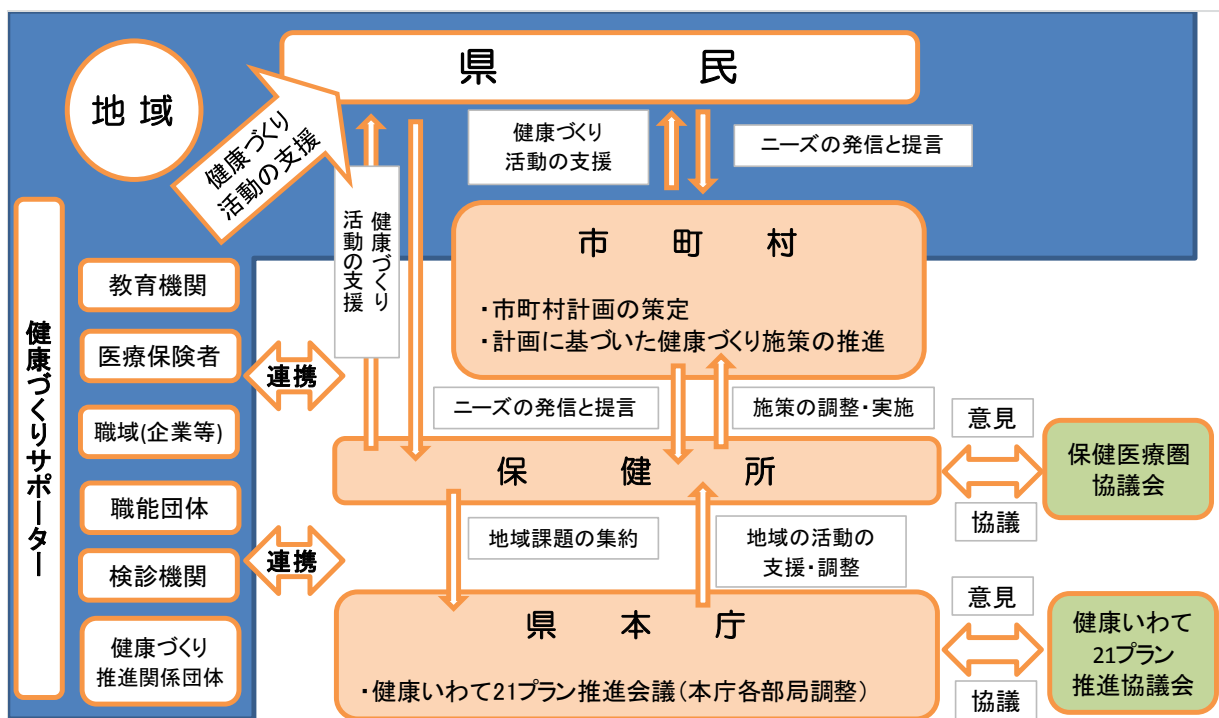 県民
地域
健康づくり
活動の支援
健康づくり
活動の支援
ニーズの発信と提言
健康づくり
活動の支援
市町村
・市町村計画の策定
・計画に基づいた健康づくり施策の推進
健康づくりサポーター
教育機関
医療保険者
職域(企業等)
職能団体
検診機関
健康づくり
推進関係団体
連携
連携
ニーズの発信と提言
施策の調整・実施
保健所
意見
協議
保健医療圏
協議会
地域課題の集約
地域の活動の
支援・調整
県本庁
・健康いわて21プラン推進会議(本庁各部局調整)
意見
協議
健康いわて
21プラン
推進協議会